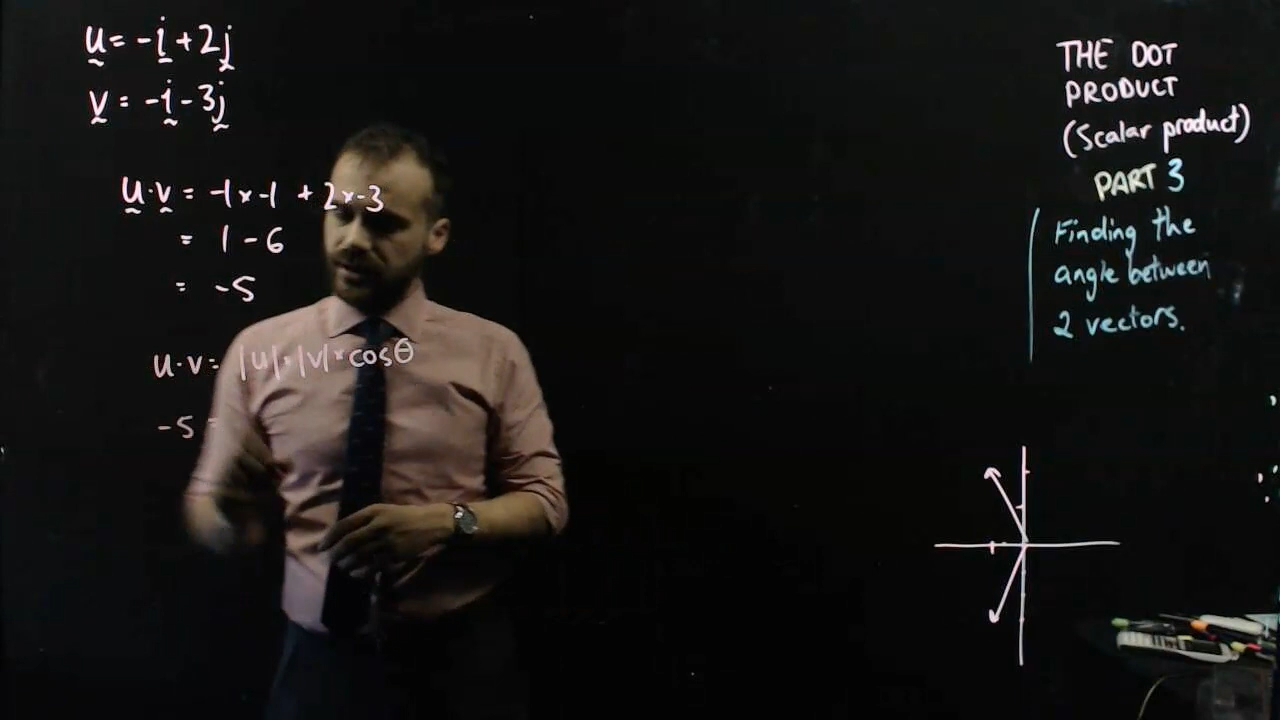 u = -i + 2j
v = -i - 3j
u·v = -1 × -1 + 2 × -3
= 1 - 6
= -5
u·v = |u|·|v|×cosθ
-5 =
THE DOT
PRODUCT
(Scalar product)
PART 3
Finding the
angle between
2 vectors.